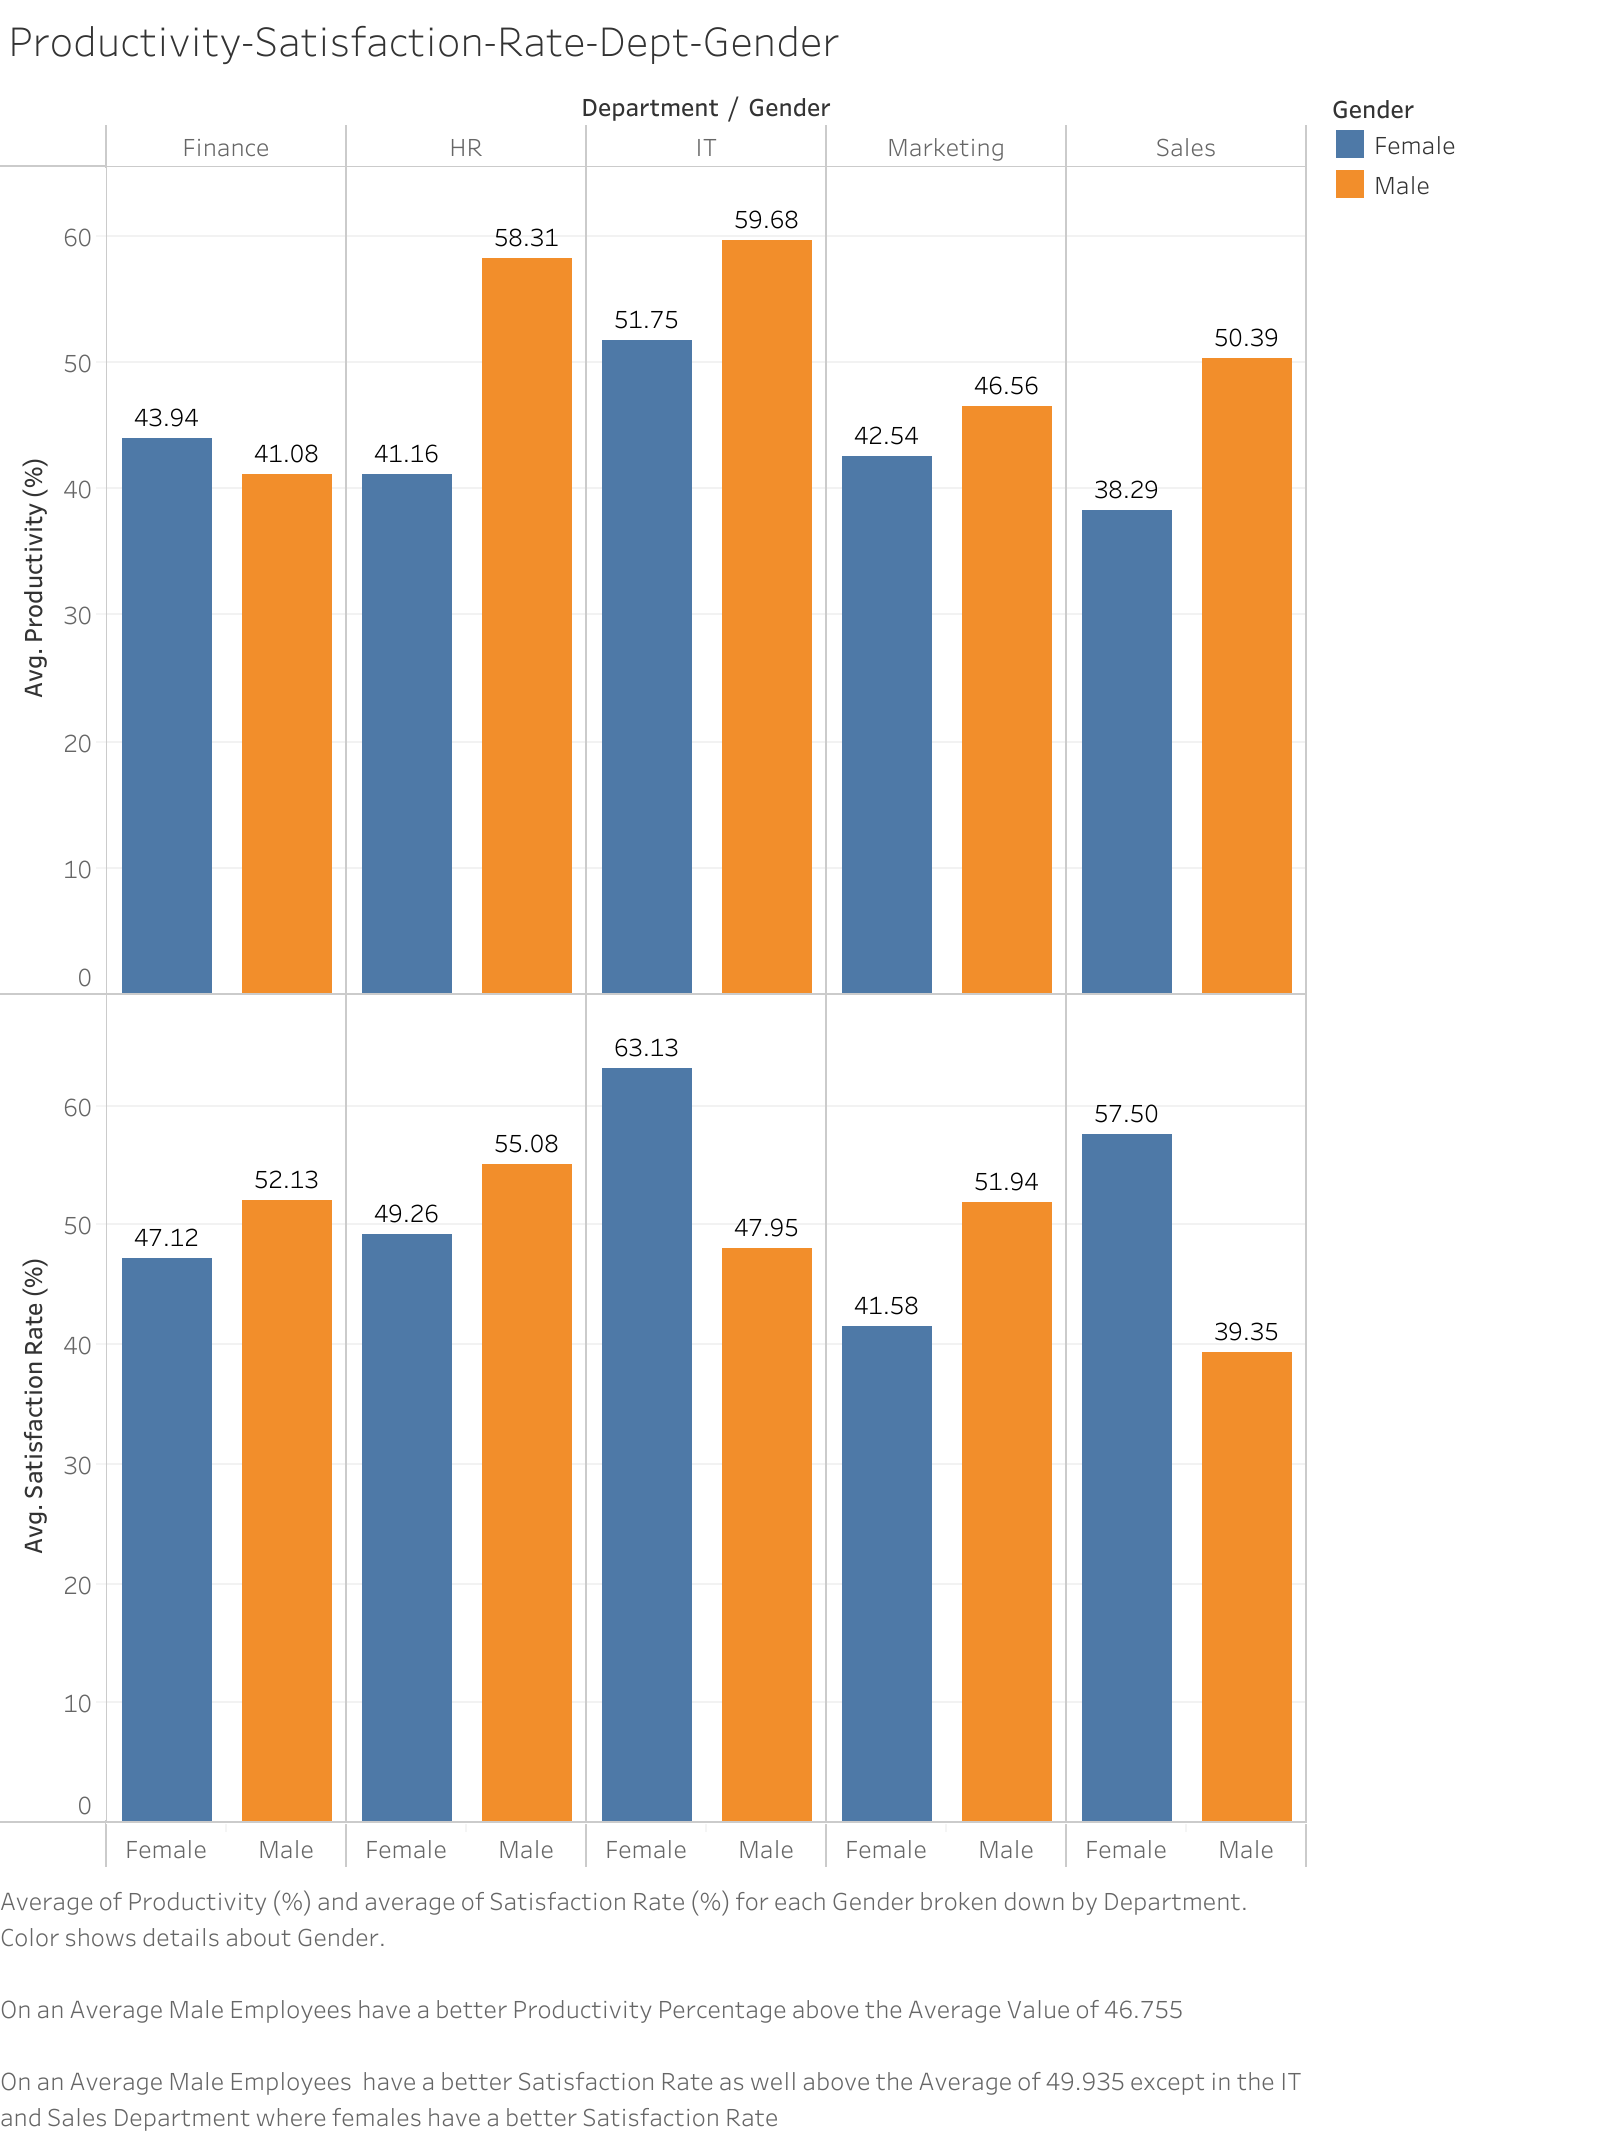 Productivity-Satisfaction-Rate-Dept-Gender
Department / Gender
Gender
Female
Male
Finance HR IT Marketing Sales
Avg. Productivity (%)
60
50
40
30
20
10
0
43.94 41.08 41.16 58.31 51.75 59.68 42.54 46.56 38.29 50.39
Avg. Satisfaction Rate (%)
60
50
40
30
20
10
0
47.12 52.13 49.26 55.08 63.13 47.95 41.58 51.94 57.50 39.35
Female Male Female Male Female Male Female Male Female Male
Average of Productivity (%) and average of Satisfaction Rate (%) for each Gender broken down by Department.
Color shows details about Gender.
On an Average Male Employees have a better Productivity Percentage above the Average Value of 46.755
On an Average Male Employees  have a better Satisfaction Rate as well above the Average of 49.935 except in the IT
and Sales Department where females have a better Satisfaction Rate